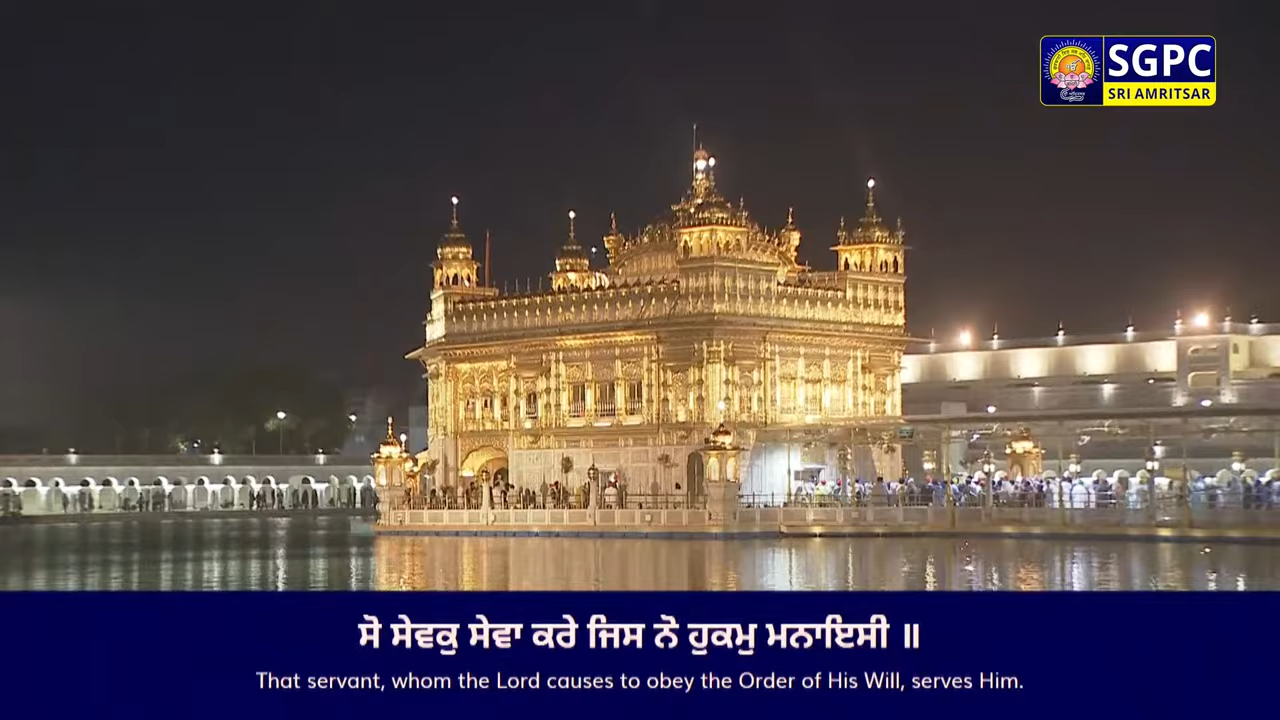 SGPC
SRI AMRITSAR
ਸੋ ਸੇਵਕੁ ਸੇਵਾ ਕਰੇ ਜਿਸ ਨੋ ਹੁਕਮੁ ਮਨਾਇਸੀ ॥
That servant, whom the Lord causes to obey the Order of His Will, serves Him.